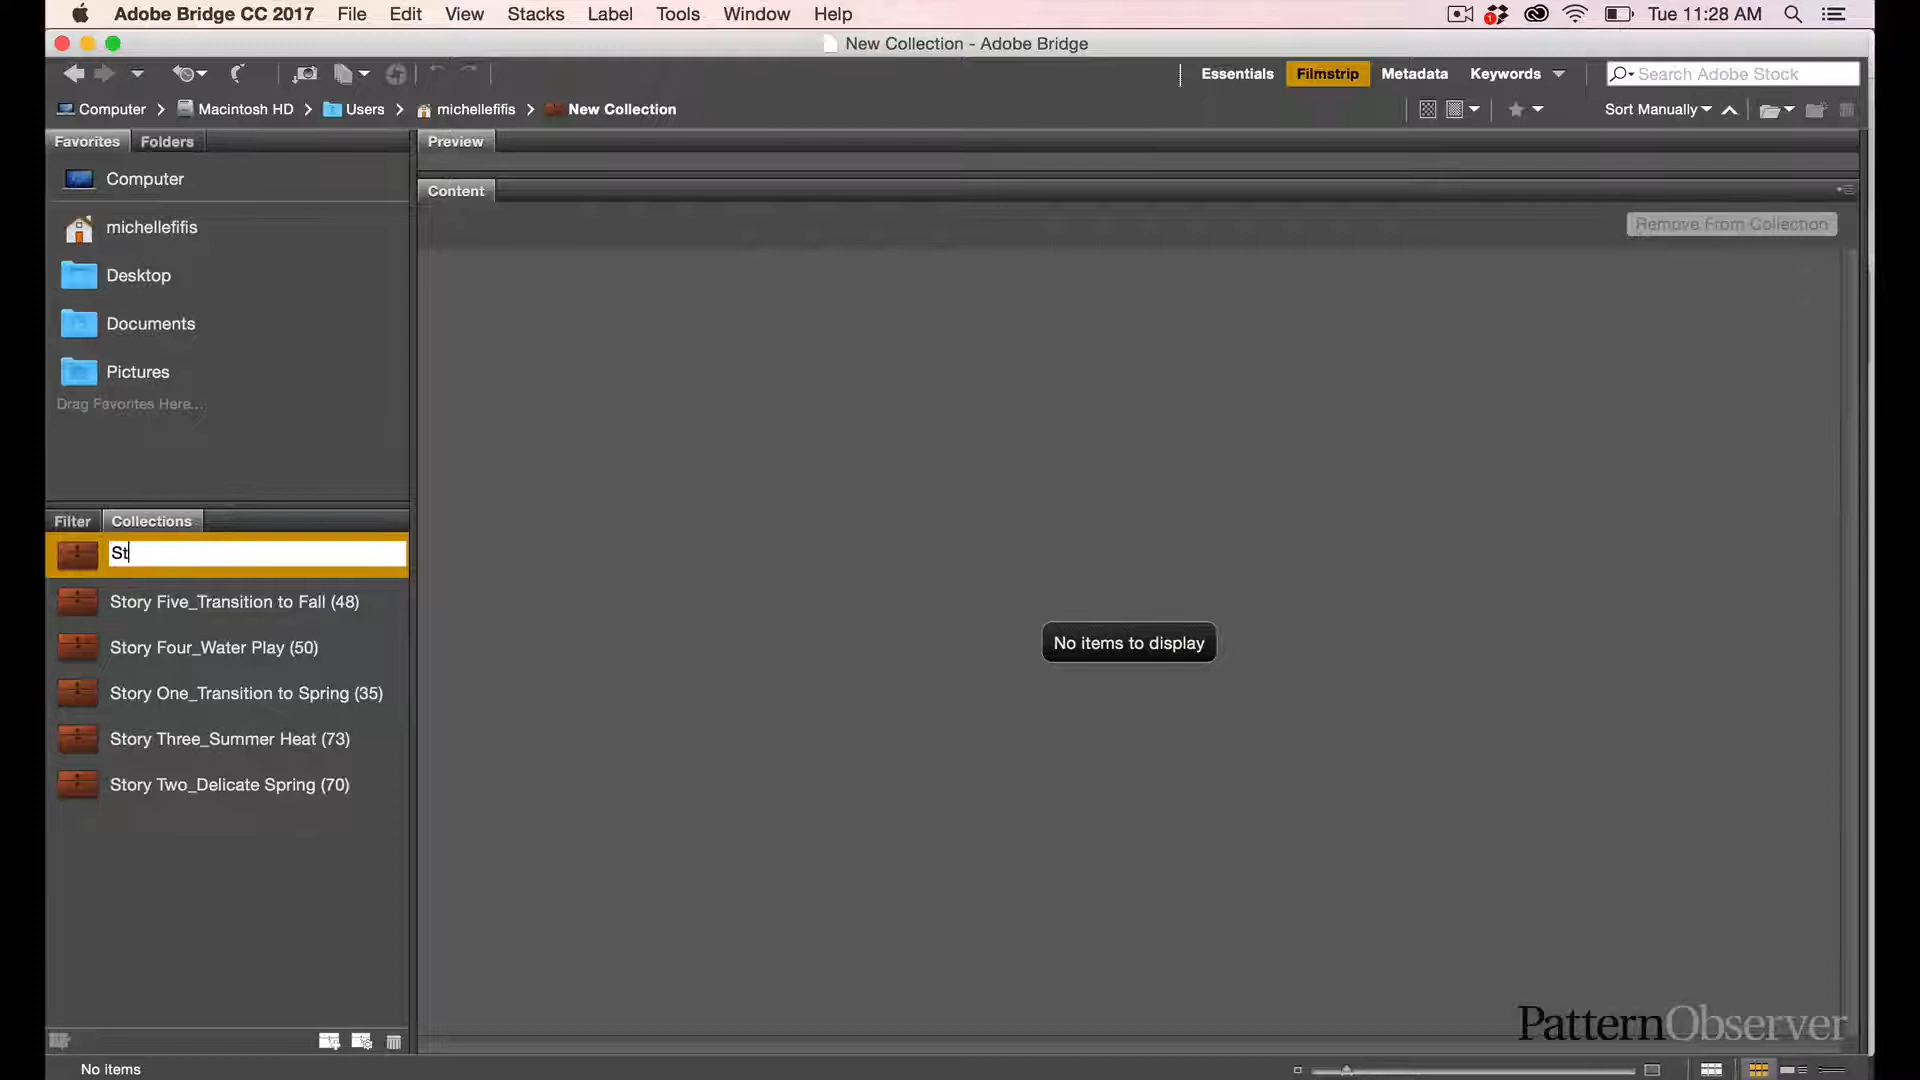 Adobe Bridge CC 2017 File Edit View Stacks Label Tools Window Help 1 Tue 11:28 AM
New Collection - Adobe Bridge
Essentials Filmstrip Metadata Keywords Search Adobe Stock
Computer Macintosh HD Users michellefifis New Collection Sort Manually
Favorites Folders
Preview
Computer
Content
michellefifis
Remove From Collection
Desktop
Documents
Pictures
Drag Favorites Here...
Filter Collections
St
Story Five_Transition to Fall (48)
Story Four_Water Play (50)
No items to display
Story One_Transition to Spring (35)
Story Three_Summer Heat (73)
Story Two_Delicate Spring (70)
PatternObserver
No items